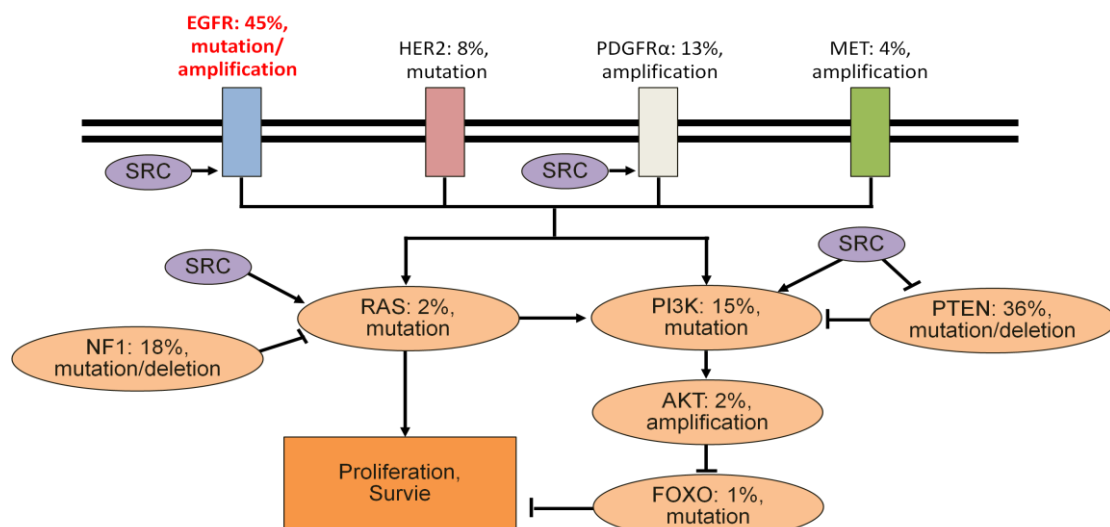 EGFR: 45%,
mutation/
amplification
HER2: 8%,
mutation
PDGFRα: 13%,
amplification
MET: 4%,
amplification
SRC
SRC
SRC
SRC
RAS: 2%,
mutation
PI3K: 15%,
mutation
PTEN: 36%,
mutation/deletion
NF1: 18%,
mutation/deletion
AKT: 2%,
amplification
Proliferation,
Survie
FOXO: 1%,
mutation